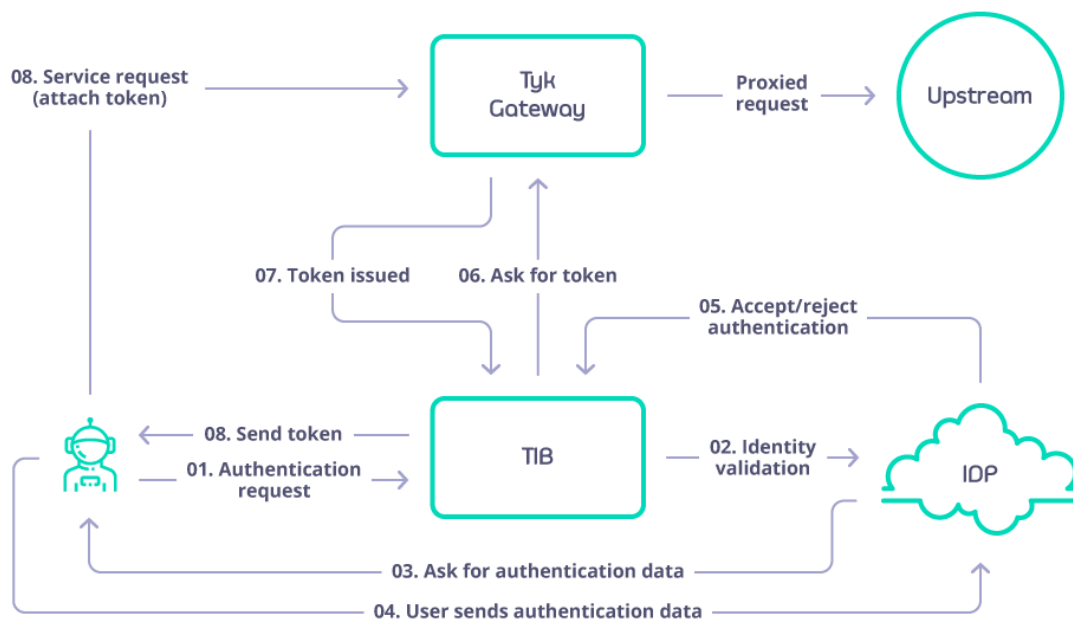 08. Service request
(attach token)
Tyk
Gateway
Proxied
request
Upstream
07. Token issued
06. Ask for token
05. Accept/reject
authentication
08. Send token
01. Authentication
request
TIB
02. Identity
validation
IDP
03. Ask for authentication data
04. User sends authentication data